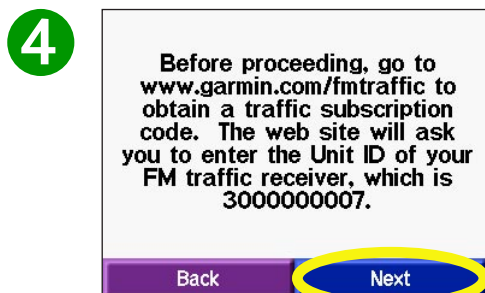 4
Before proceeding, go to
www.garmin.com/fmtraffic to
obtain a traffic subscription
code. The web site will ask
you to enter the Unit ID of your
FM traffic receiver, which is
3000000007.
Back Next